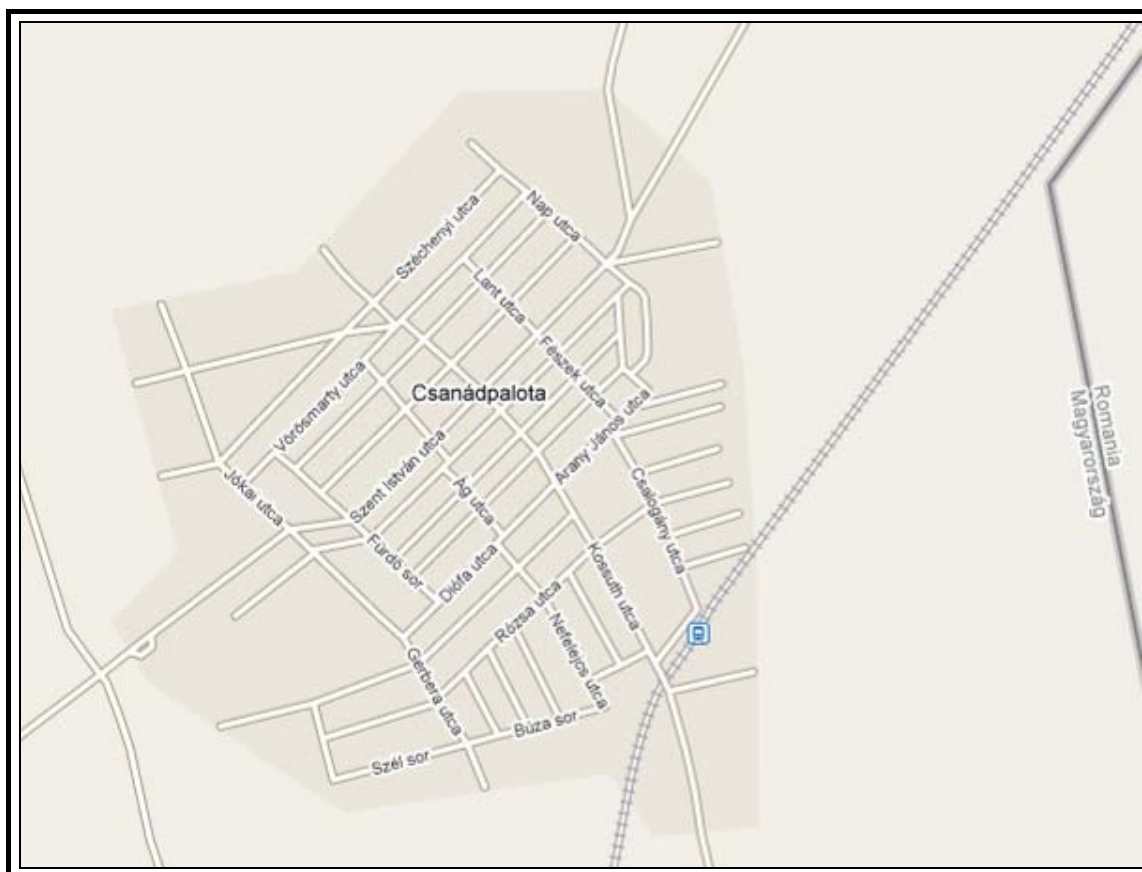 Nap utca
Széchenyi utca
Lant utca
Fészek utca
Csanádpalota
Vörösmarty utca
Arany János utca
Romania
Magyarország
Szent István utca
Ág utca
Jókai utca
Csalogány utca
Fürdő sor
Diófa utca
Kossuth utca
Rózsa utca
Nefelejcs utca
Gerbera utca
Búza sor
Szél sor